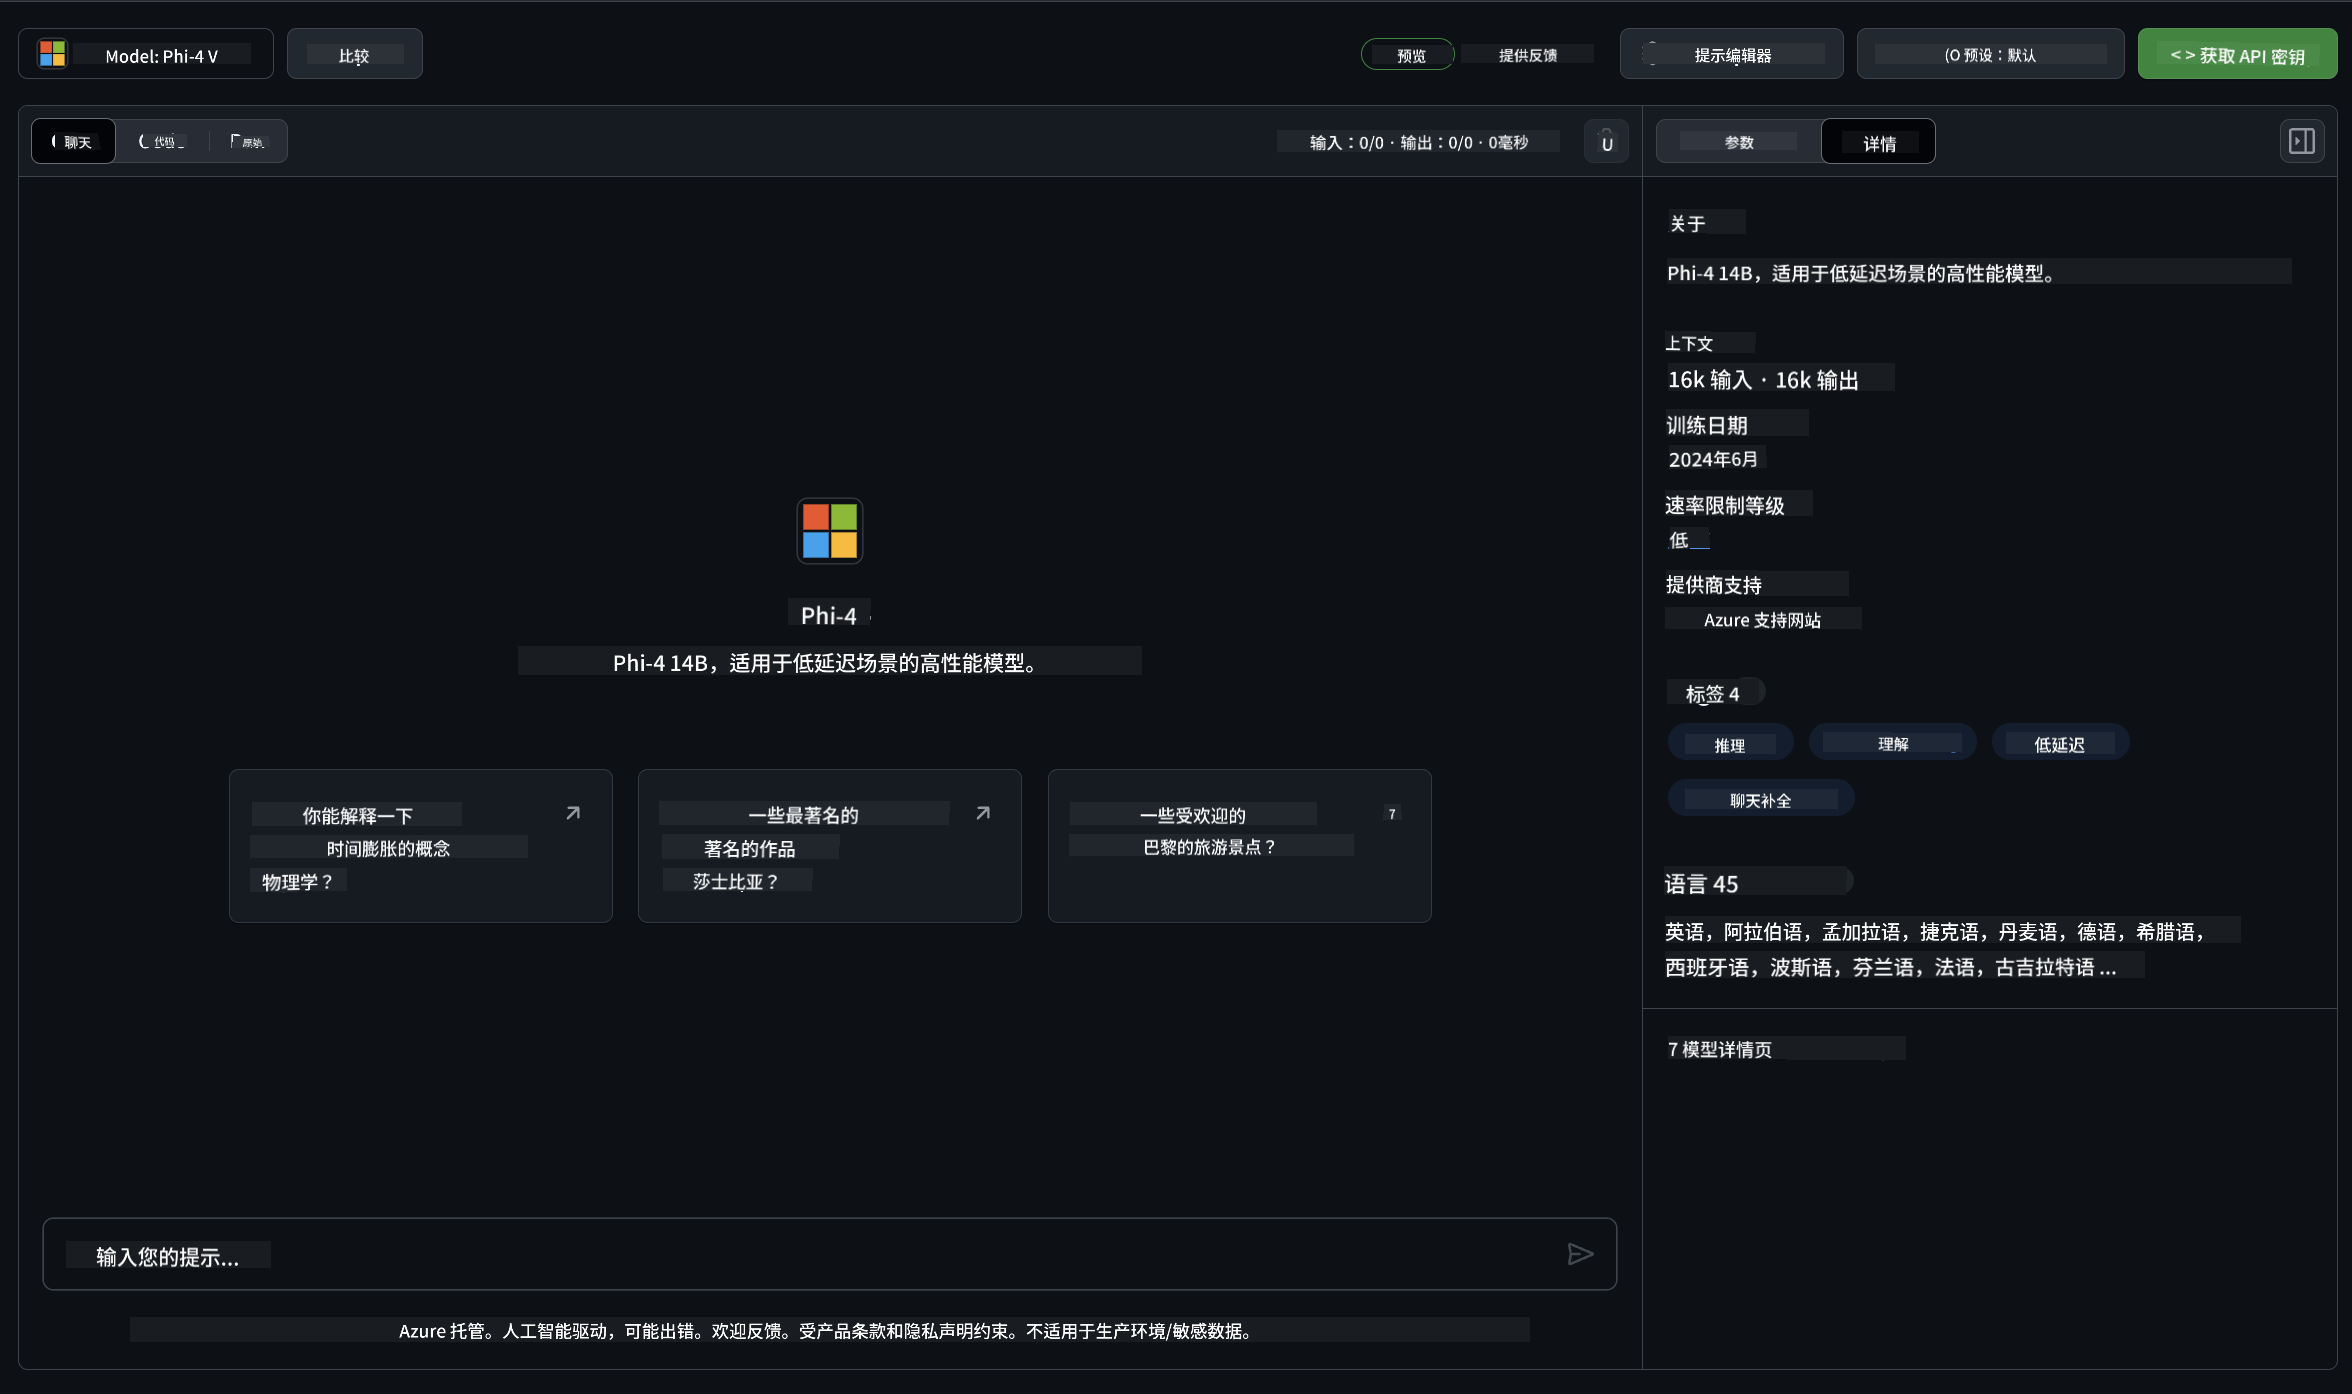 Model: Phi-4 V
比较
预览
提供反馈
提示编辑器
(O 预设：默认
< > 获取 API 密钥
聊天
代码
原始
输入：0/0 · 输出：0/0 · 0毫秒
U
参数
详情
关于
Phi-4 14B，适用于低延迟场景的高性能模型。
上下文
16k 输入 · 16k 输出
训练日期
2024年6月
速率限制等级
低
提供商支持
Azure 支持网站
标签 4
推理
理解
低延迟
聊天补全
语言 45
英语，阿拉伯语，孟加拉语，捷克语，丹麦语，德语，希腊语，
西班牙语，波斯语，芬兰语，法语，古吉拉特语 ...
7 模型详情页
Phi-4
Phi-4 14B，适用于低延迟场景的高性能模型。
你能解释一下
时间膨胀的概念
物理学？
一些最著名的
著名的作品
莎士比亚？
一些受欢迎的
7
巴黎的旅游景点？
输入您的提示...
Azure 托管。人工智能驱动，可能出错。欢迎反馈。受产品条款和隐私声明约束。不适用于生产环境/敏感数据。